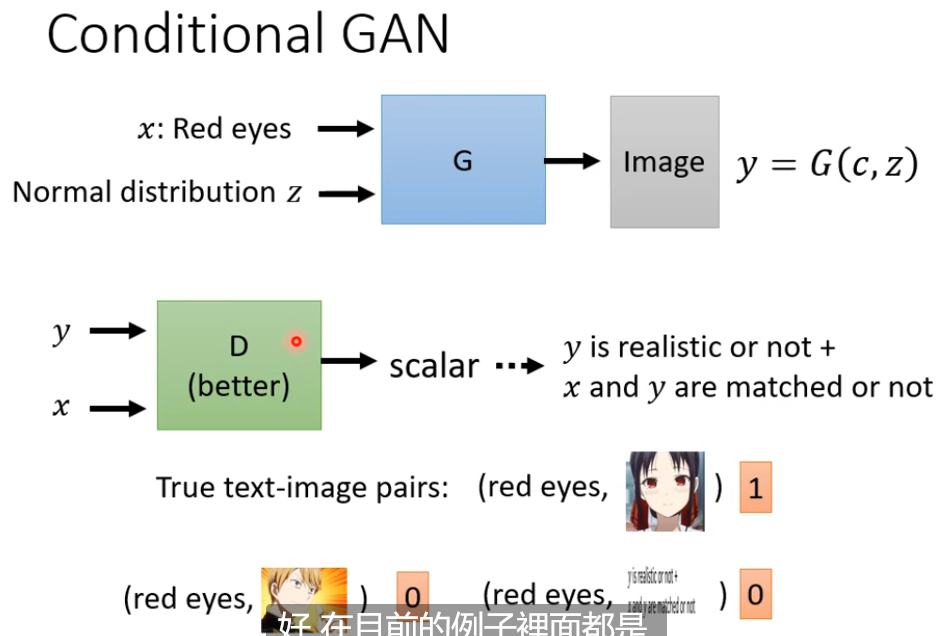 Conditional GAN
x: Red eyes
G
Image
y = G(c, z)
Normal distribution z
y
D
(better)
scalar
y is realistic or not +
x and y are matched or not
x
True text-image pairs: (red eyes, ) 1
(red eyes, ) 0
(red eyes, y is realistic or not +
x and y are matched or not ) 0
好 在目前的例子裡面都是